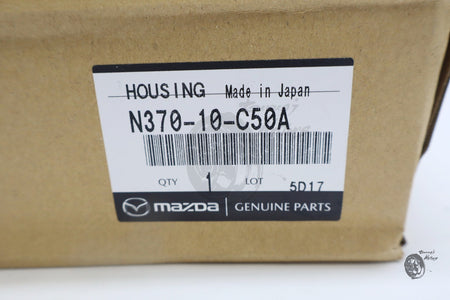 HOUSING Made in Japan
N370-10-C50A
QTY 1 LOT 5D17
mazda GENUINE PARTS